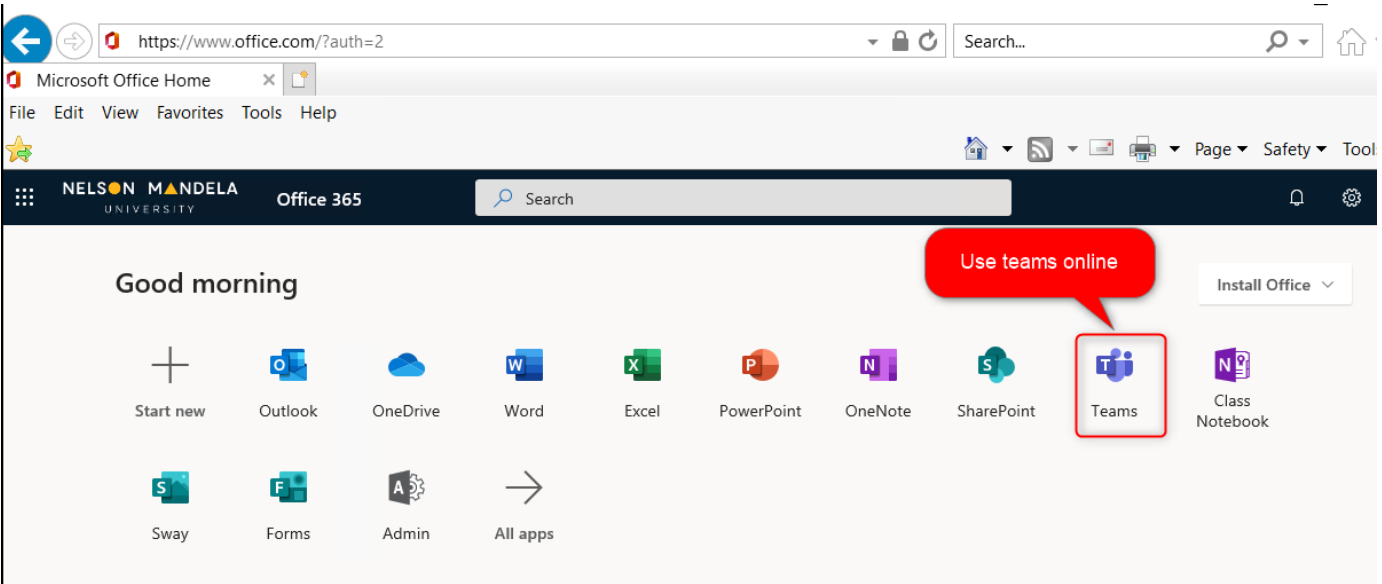 https://www.office.com/?auth=2
Search...
Microsoft Office Home
File Edit View Favorites Tools Help
Page Safety Tools
NELSON MANDELA
UNIVERSITY
Office 365
Search
Use teams online
Good morning
Install Office
Start new
Outlook
OneDrive
Word
Excel
PowerPoint
OneNote
SharePoint
Teams
Class
Notebook
Sway
Forms
Admin
All apps